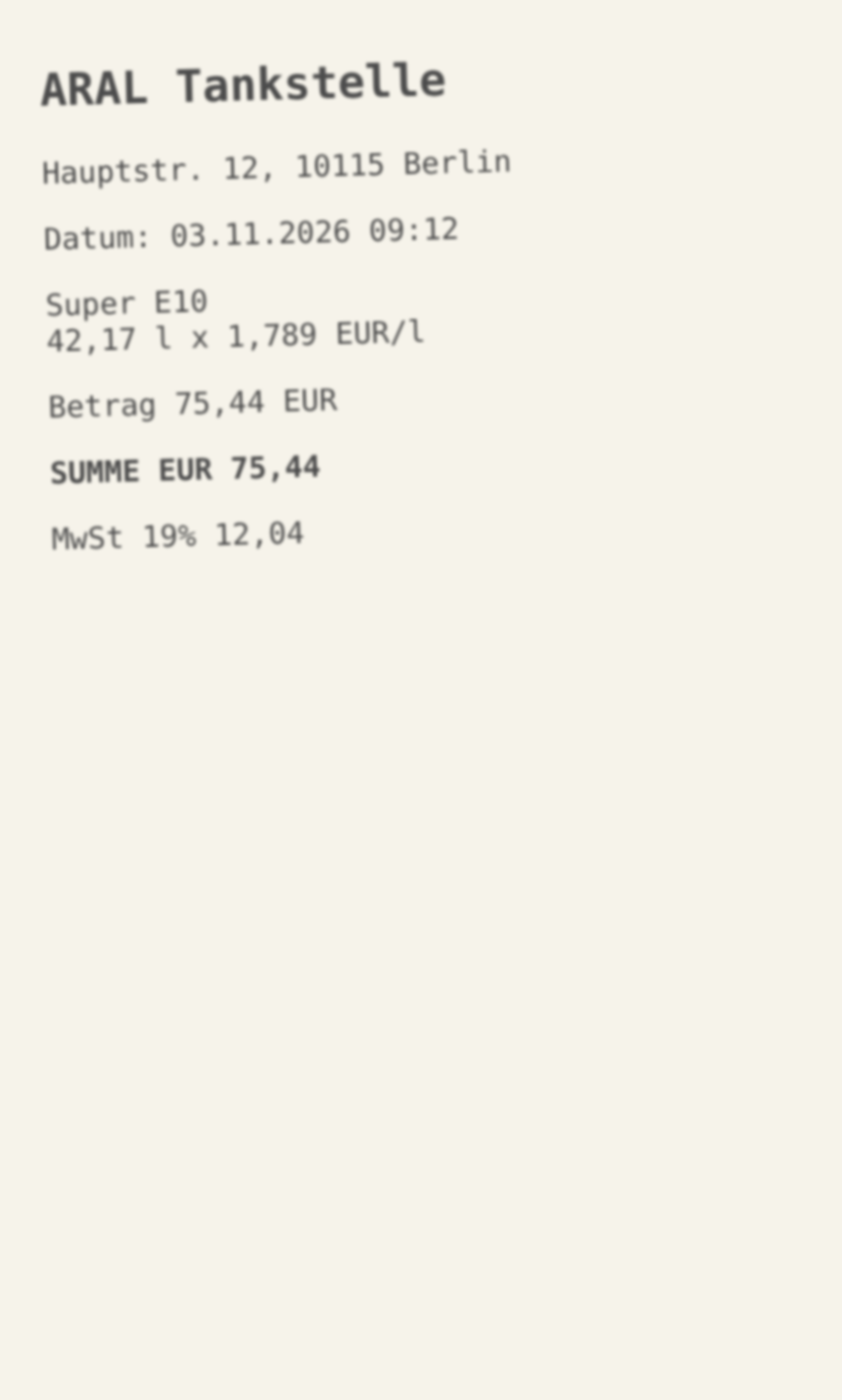 ARAL Tankstelle
Hauptstr. 12, 10115 Berlin
Datum: 03.11.2026 09:12
Super E10
42,17 l x 1,789 EUR/l
Betrag 75,44 EUR
SUMME EUR 75,44
MwSt 19% 12,04